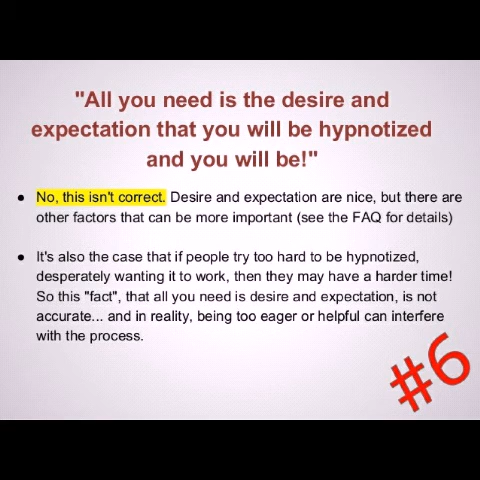 "All you need is the desire and
expectation that you will be hypnotized
and you will be!"
● No, this isn't correct. Desire and expectation are nice, but there are
other factors that can be more important (see the FAQ for details)
● It's also the case that if people try too hard to be hypnotized,
desperately wanting it to work, then they may have a harder time!
So this "fact", that all you need is desire and expectation, is not
accurate... and in reality, being too eager or helpful can interfere
with the process.
#6